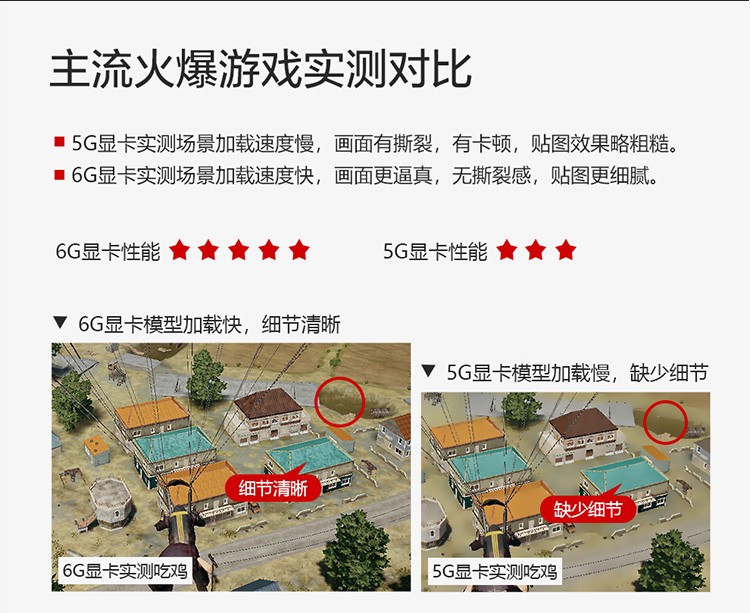 主流火爆游戏实测对比
5G显卡实测场景加载速度慢，画面有撕裂，有卡顿，贴图效果略粗糙。
6G显卡实测场景加载速度快，画面更逼真，无撕裂感，贴图更细腻。
6G显卡性能 ★★★★★ 5G显卡性能 ★★★
▼ 6G显卡模型加载快，细节清晰
▼ 5G显卡模型加载慢，缺少细节
细节清晰
缺少细节
6G显卡实测吃鸡
5G显卡实测吃鸡